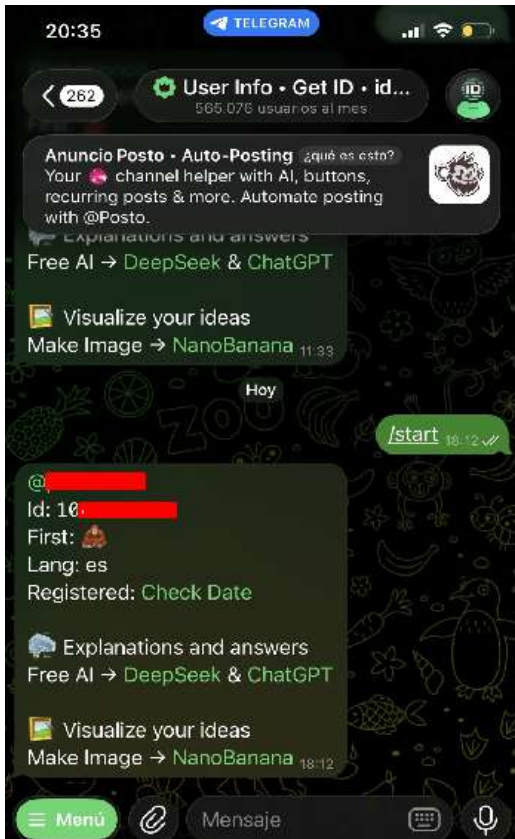 20:35
TELEGRAM
262
User Info • Get ID • id...
565.076 usuarios al mes
ID
Anuncio Posto • Auto-Posting ¿qué es esto?
Your channel helper with AI, buttons,
recurring posts & more. Automate posting
with @Posto.
Explanations and answers
Free AI → DeepSeek & ChatGPT
Visualize your ideas
Make Image → NanoBanana 11:33
Hoy
ZOO
/start 18:12
@
Id: 10
First:
Lang: es
Registered: Check Date
Explanations and answers
Free AI → DeepSeek & ChatGPT
Visualize your ideas
Make Image → NanoBanana 18:12
Menú
Mensaje